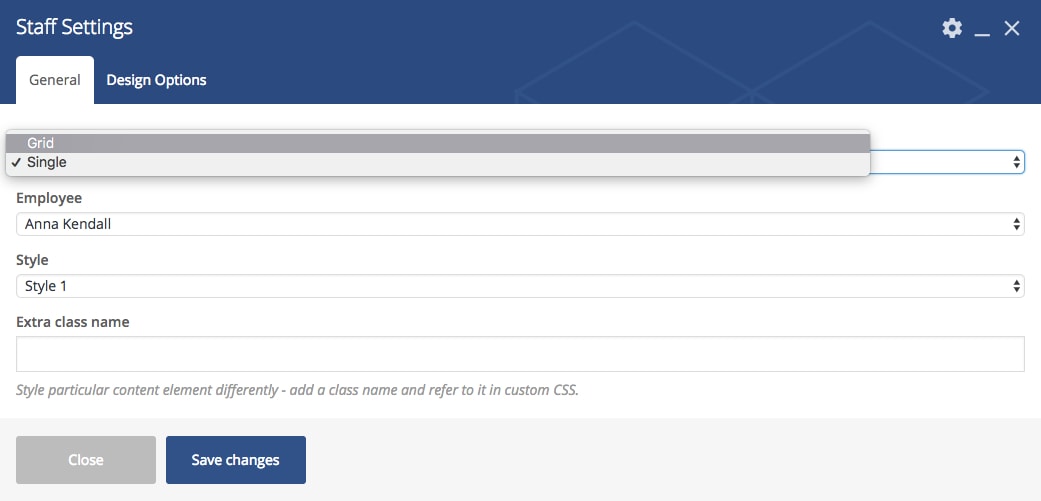 Staff Settings
General
Design Options
Grid
✓ Single
Employee
Anna Kendall
Style
Style 1
Extra class name
Style particular content element differently - add a class name and refer to it in custom CSS.
Close
Save changes